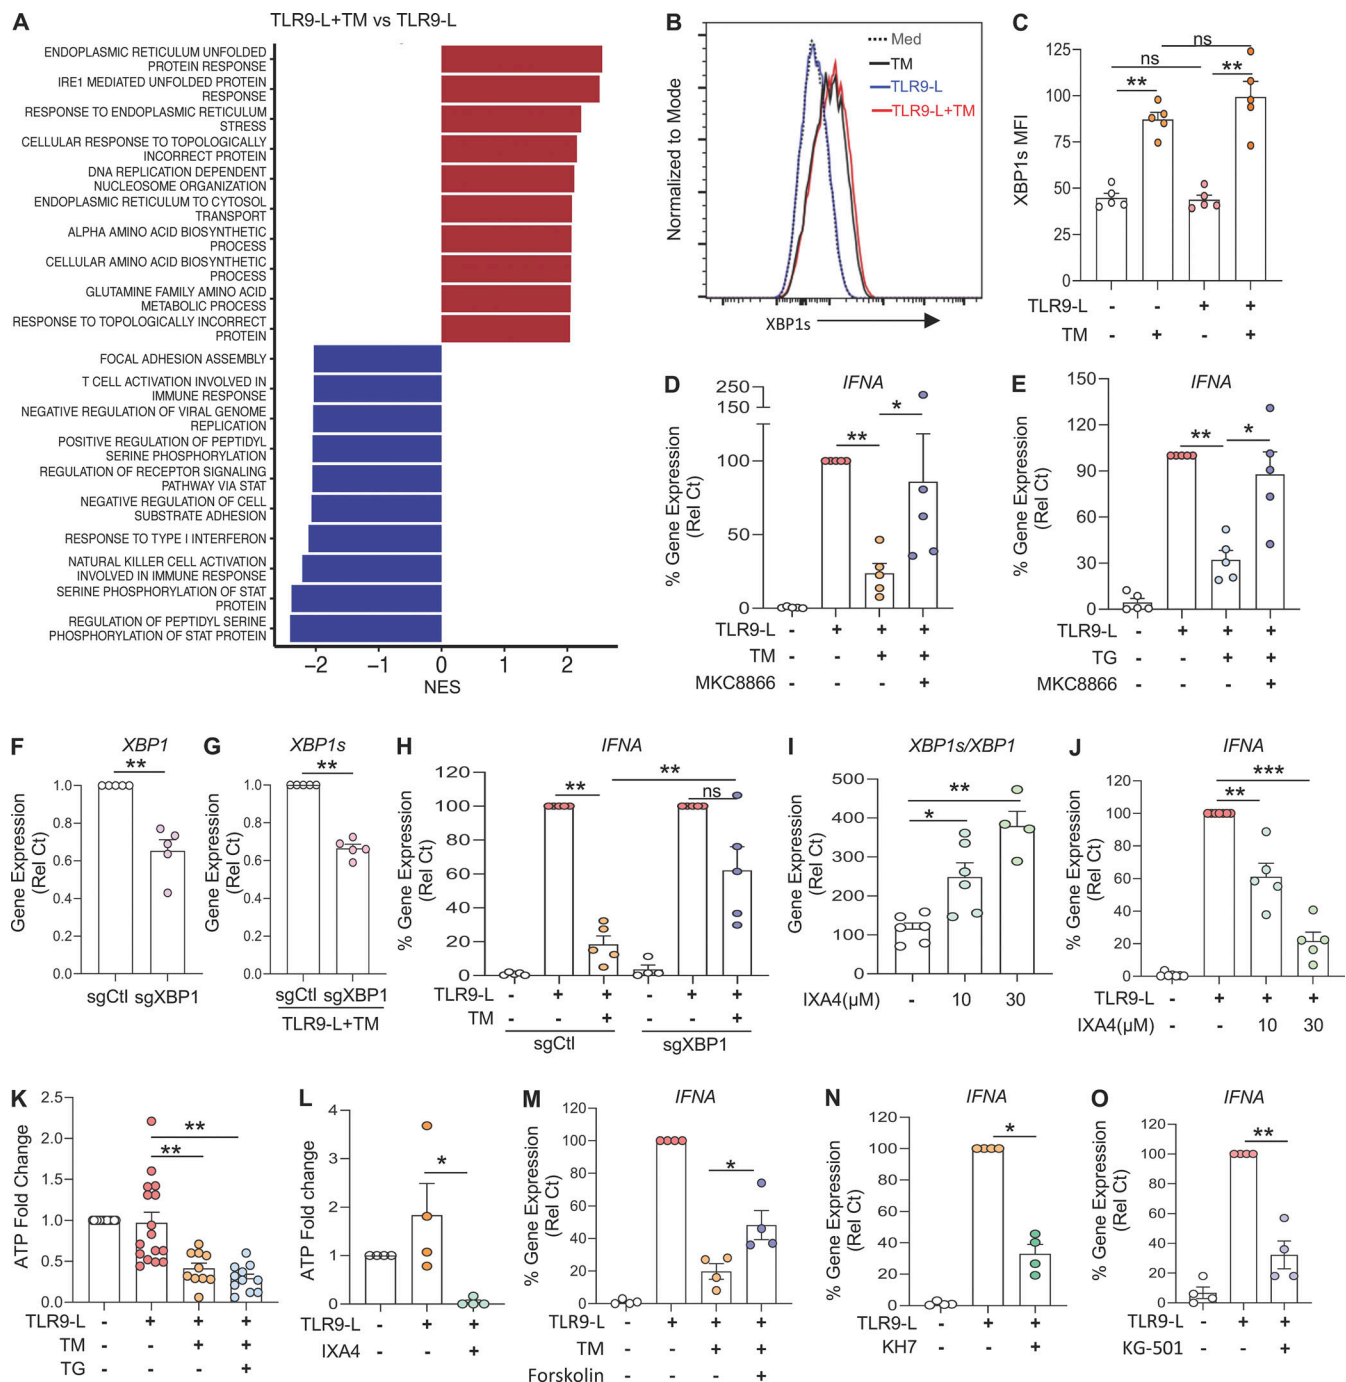 A
TLR9-L+TM vs TLR9-L
ENDOPLASMIC RETICULUM UNFOLDED
PROTEIN RESPONSE
IRE1 MEDIATED UNFOLDED PROTEIN
RESPONSE
RESPONSE TO ENDOPLASMIC RETICULUM
STRESS
CELLULAR RESPONSE TO TOPOLOGICALLY
INCORRECT PROTEIN
DNA REPLICATION DEPENDENT
NUCLEOSOME ORGANIZATION
ENDOPLASMIC RETICULUM TO CYTOSOL
TRANSPORT
ALPHA AMINO ACID BIOSYNTHETIC
PROCESS
CELLULAR AMINO ACID BIOSYNTHETIC
PROCESS
GLUTAMINE FAMILY AMINO ACID
METABOLIC PROCESS
RESPONSE TO TOPOLOGICALLY INCORRECT
PROTEIN
FOCAL ADHESION ASSEMBLY
T CELL ACTIVATION INVOLVED IN
IMMUNE RESPONSE
NEGATIVE REGULATION OF VIRAL GENOME
REPLICATION
POSITIVE REGULATION OF PEPTIDYL
SERINE PHOSPHORYLATION
REGULATION OF RECEPTOR SIGNALING
PATHWAY VIA STAT
NEGATIVE REGULATION OF CELL
SUBSTRATE ADHESION
RESPONSE TO TYPE I INTERFERON
NATURAL KILLER CELL ACTIVATION
INVOLVED IN IMMUNE RESPONSE
SERINE PHOSPHORYLATION OF STAT
PROTEIN
REGULATION OF PEPTIDYL SERINE
PHOSPHORYLATION OF STAT PROTEIN
−2 −1 0 1 2
NES
B
Normalized to Mode
Med
TM
TLR9-L
TLR9-L+TM
XBP1s
C
XBP1s MFI
125
100
75
50
25
0
ns
ns
** **
TLR9-L - - + +
TM - + - +
D
IFNA
% Gene Expression
(Rel Ct)
250
150
100
50
0
** *
TLR9-L - + + +
TM - - + +
MKC8866 - - - +
E
IFNA
% Gene Expression
(Rel Ct)
150
120
90
60
30
0
** *
TLR9-L - + + +
TG - - + +
MKC8866 - - - +
F
XBP1
Gene Expression
(Rel Ct)
1.0
0.8
0.6
0.4
0.2
0.0
**
sgCtl sgXBP1
G
XBP1s
Gene Expression
(Rel Ct)
1.0
0.8
0.6
0.4
0.2
0.0
**
sgCtl sgXBP1
TLR9-L+TM
H
IFNA
% Gene Expression
(Rel Ct)
120
100
80
60
40
20
0
**
** ns
TLR9-L - + + - + +
TM - - + - - +
sgCtl sgXBP1
I
XBP1s/XBP1
Gene Expression
(Rel Ct)
500
400
300
200
100
0
**
*
IXA4(µM) - 10 30
J
IFNA
% Gene Expression
(Rel Ct)
120
100
80
60
40
20
0
***
**
TLR9-L - + + +
IXA4(µM) - - 10 30
K
ATP Fold Change
2.5
2.0
1.5
1.0
0.5
0.0
**
**
TLR9-L - + + +
TM - - + +
TG - - - +
L
ATP Fold change
4
3
2
1
0
*
TLR9-L - + +
IXA4 - - +
M
IFNA
% Gene Expression
(Rel Ct)
120
100
80
60
40
20
0
*
TLR9-L - + + +
TM - - + +
Forskolin - - - +
N
IFNA
% Gene Expression
(Rel Ct)
120
100
80
60
40
20
0
*
TLR9-L - + +
KH7 - - +
O
IFNA
% Gene Expression
(Rel Ct)
120
100
80
60
40
20
0
**
TLR9-L - + +
KG-501 - - +